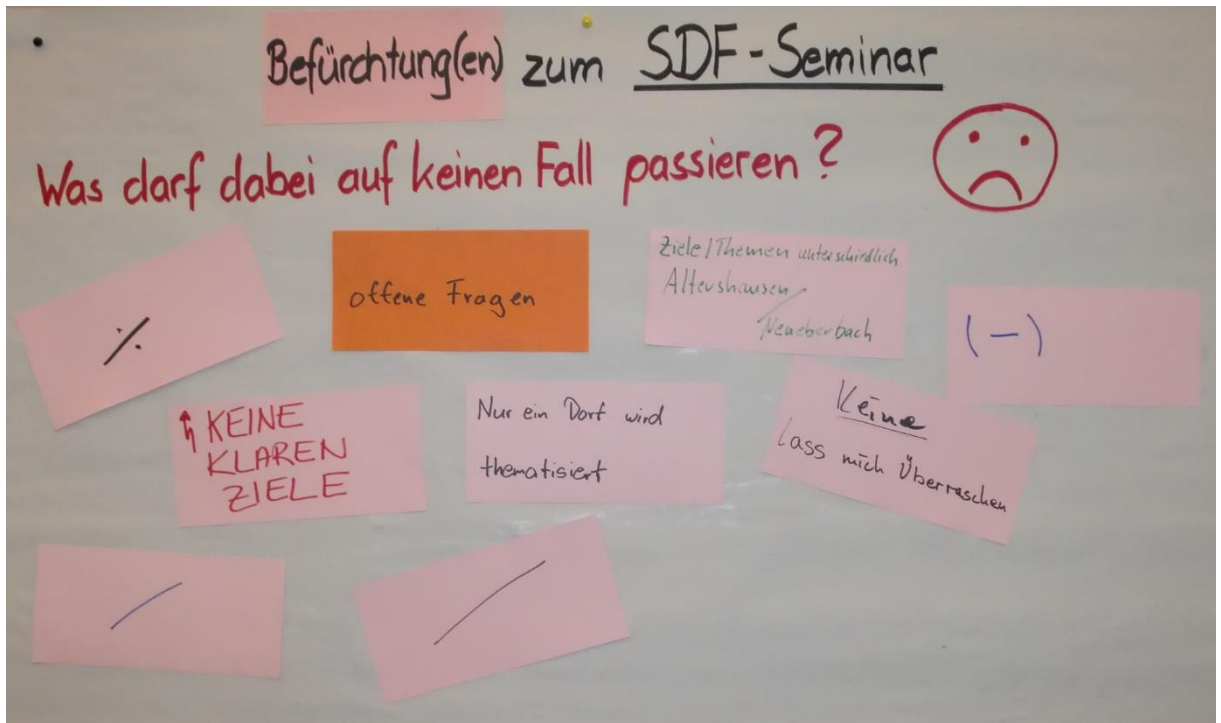 Befürchtung(en) zum SDF-Seminar
Was darf dabei auf keinen Fall passieren?
⁒
offene Fragen
Ziele/Themen unterschiedlich
Altershausen/
Neueberbach
(-)
KEINE
KLAREN
ZIELE
Nur ein Dorf wird
thematisiert
Keine
Lass mich Überraschen
/
/